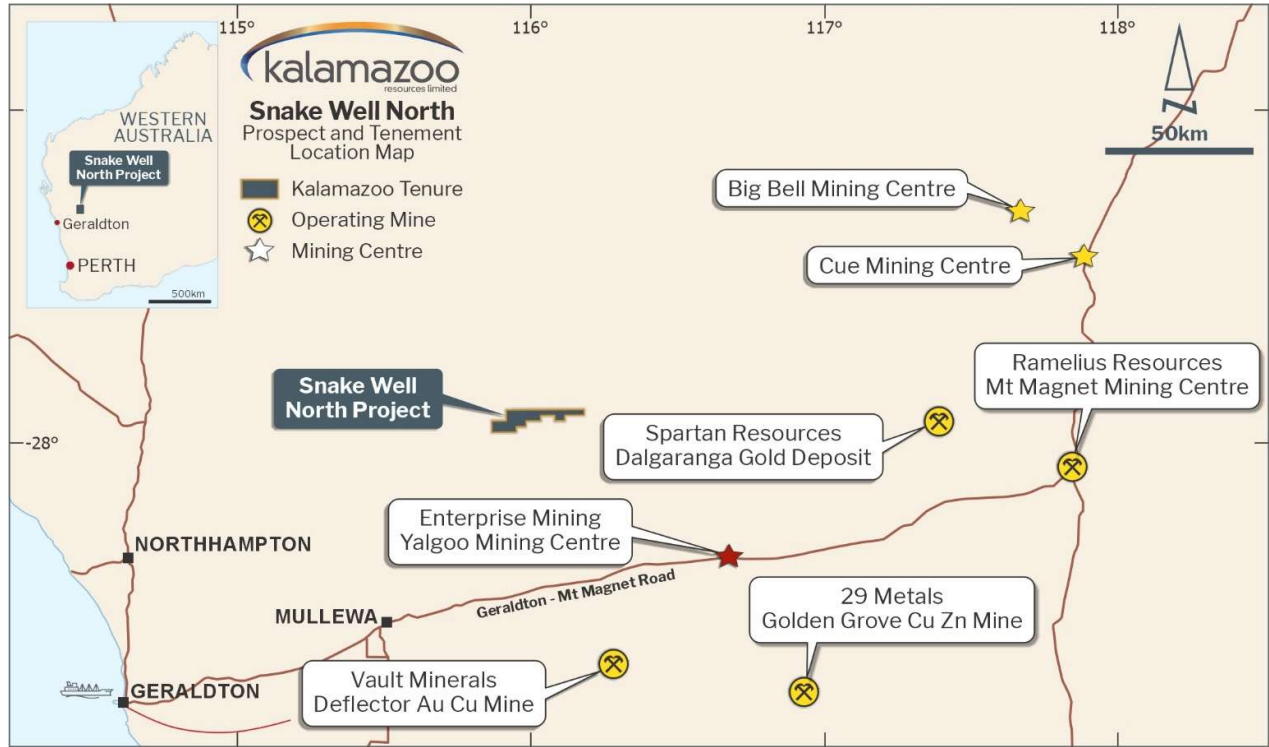 115°
116°
117°
118°
kalamazoo
resources limited
Snake Well North
Prospect and Tenement
Location Map
Kalamazoo Tenure
Operating Mine
Mining Centre
WESTERN
AUSTRALIA
Snake Well
North Project
Geraldton
PERTH
500km
N
50km
Big Bell Mining Centre
Cue Mining Centre
Ramelius Resources
Mt Magnet Mining Centre
Snake Well
North Project
-28°
Spartan Resources
Dalgaranga Gold Deposit
Enterprise Mining
Yalgoo Mining Centre
NORTHHAMPTON
Geraldton - Mt Magnet Road
29 Metals
Golden Grove Cu Zn Mine
MULLEWA
Vault Minerals
Deflector Au Cu Mine
GERALDTON